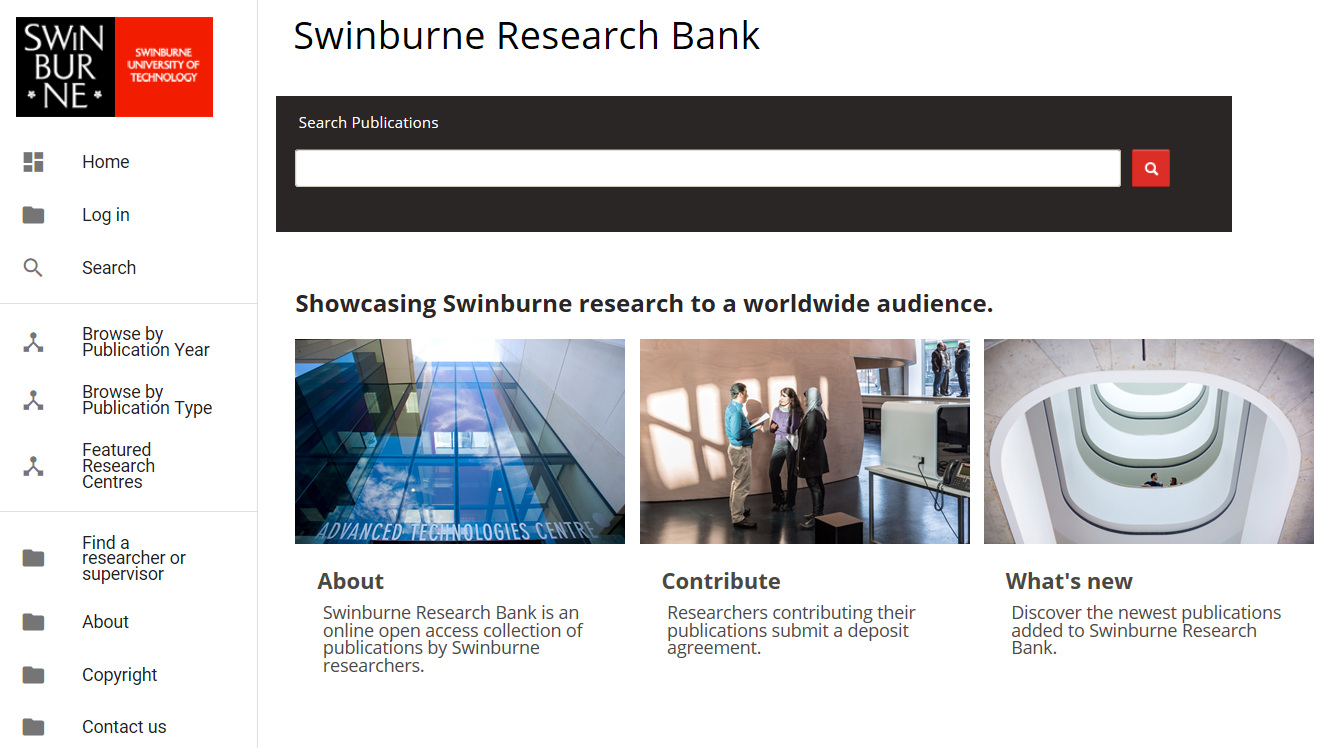 SWIN
BUR
* NE *
SWINBURNE
UNIVERSITY OF
TECHNOLOGY
Home
Log in
Search
Browse by
Publication Year
Browse by
Publication Type
Featured
Research
Centres
Find a
researcher or
supervisor
About
Copyright
Contact us
Swinburne Research Bank
Search Publications
Showcasing Swinburne research to a worldwide audience.
ADVANCED TECHNOLOGIES CENTRE
About
Swinburne Research Bank is an
online open access collection of
publications by Swinburne
researchers.
Contribute
Researchers contributing their
publications submit a deposit
agreement.
What's new
Discover the newest publications
added to Swinburne Research
Bank.